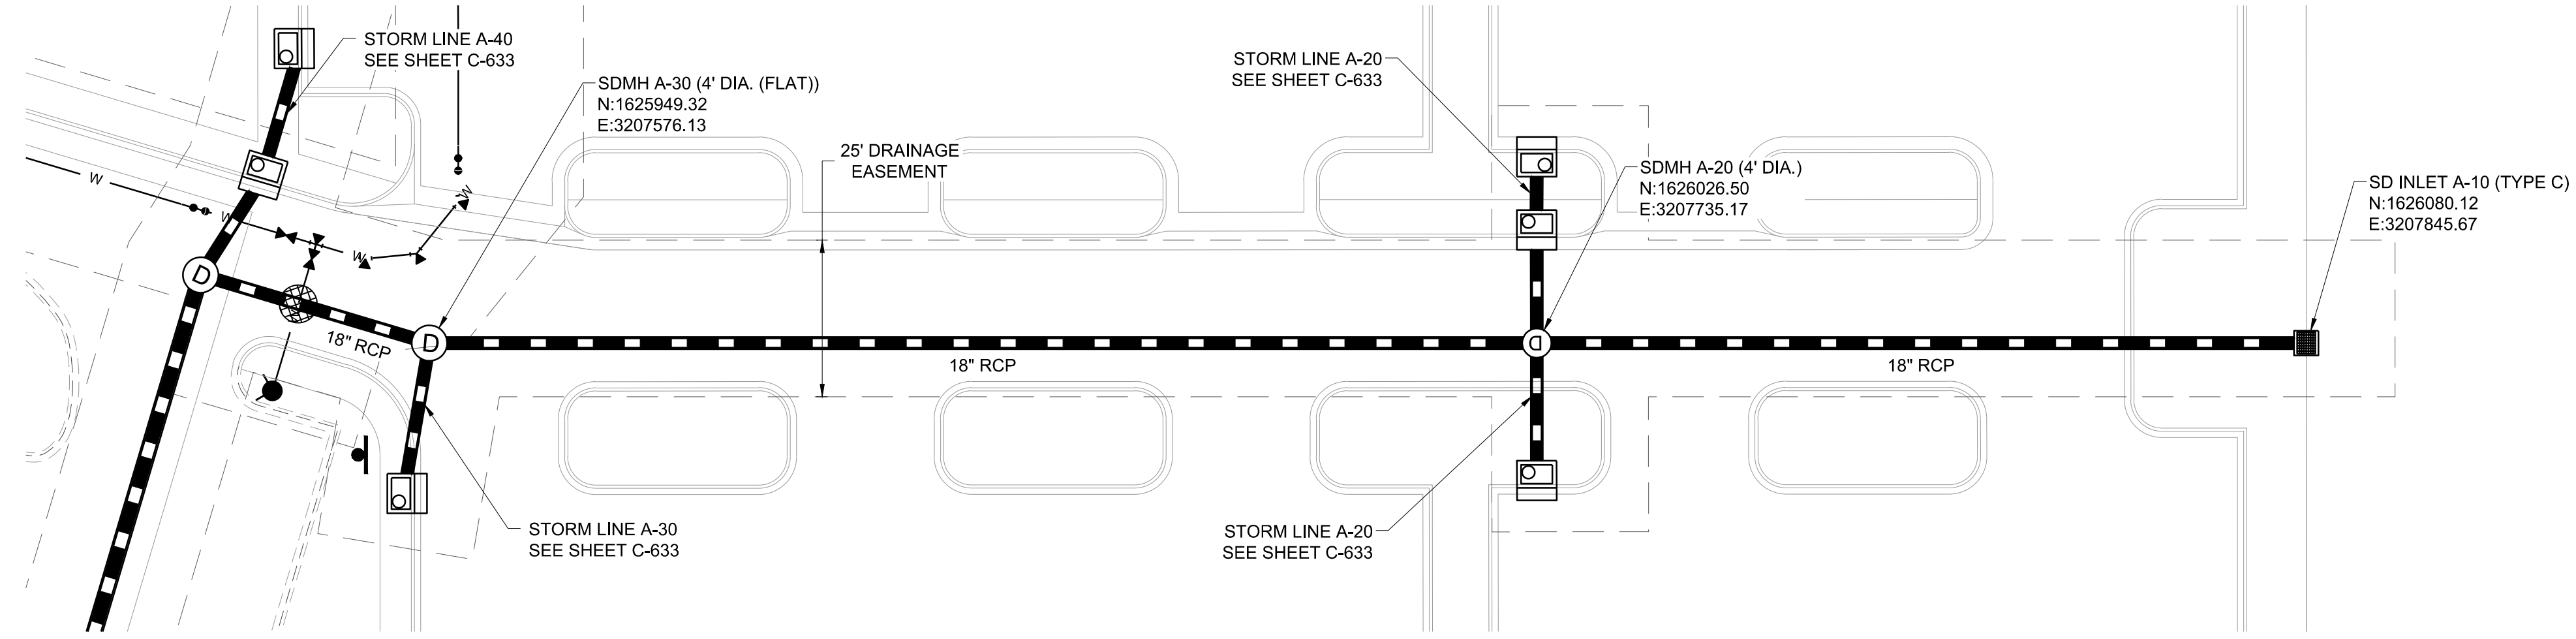 STORM LINE A-40
SEE SHEET C-633
SDMH A-30 (4' DIA. (FLAT))
N:1625949.32
E:3207576.13
STORM LINE A-20
SEE SHEET C-633
25' DRAINAGE
EASEMENT
SDMH A-20 (4' DIA.)
N:1626026.50
E:3207735.17
SD INLET A-10 (TYPE C)
N:1626080.12
E:3207845.67
W
W
W
W
D
D
D
18" RCP
18" RCP
18" RCP
STORM LINE A-30
SEE SHEET C-633
STORM LINE A-20
SEE SHEET C-633